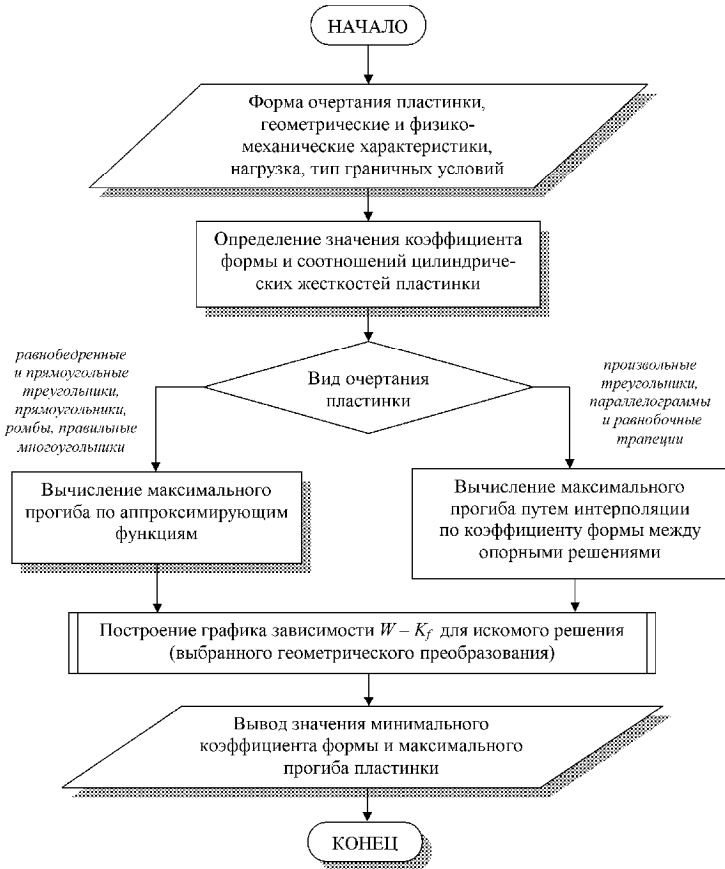 НАЧАЛО
Форма очертания пластинки,
геометрические и физико-
механические характеристики,
нагрузка, тип граничных условий
Определение значения коэффициента
формы и соотношений цилиндриче-
ских жесткостей пластинки
равнобедренные
и прямоугольные
треугольники,
прямоугольники,
ромбы, правильные
многоугольники
Вид очертания
пластинки
произвольные
треугольники,
параллелограммы
и равнобочные
трапеции
Вычисление максимального
прогиба по аппроксимирующим
функциям
Вычисление максимального
прогиба путем интерполяции
по коэффициенту формы между
опорными решениями
Построение графика зависимости W – K_f для искомого решения
(выбранного геометрического преобразования)
Вывод значения минимального
коэффициента формы и максимального
прогиба пластинки
КОНЕЦ